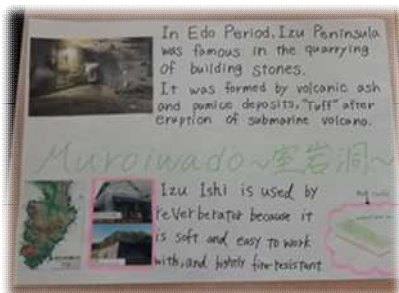 In Edo Period, Izu Peninsula
was famous in the quarrying
of building stones.
It was formed by volcanic ash
and pumice deposits, "Tuff" after
eruption of submarine volcano.
Muroiwado~室岩洞~
Izu Ishi is used by
reVerberator because it
is soft and easy to work
with, and highly fire-resistant